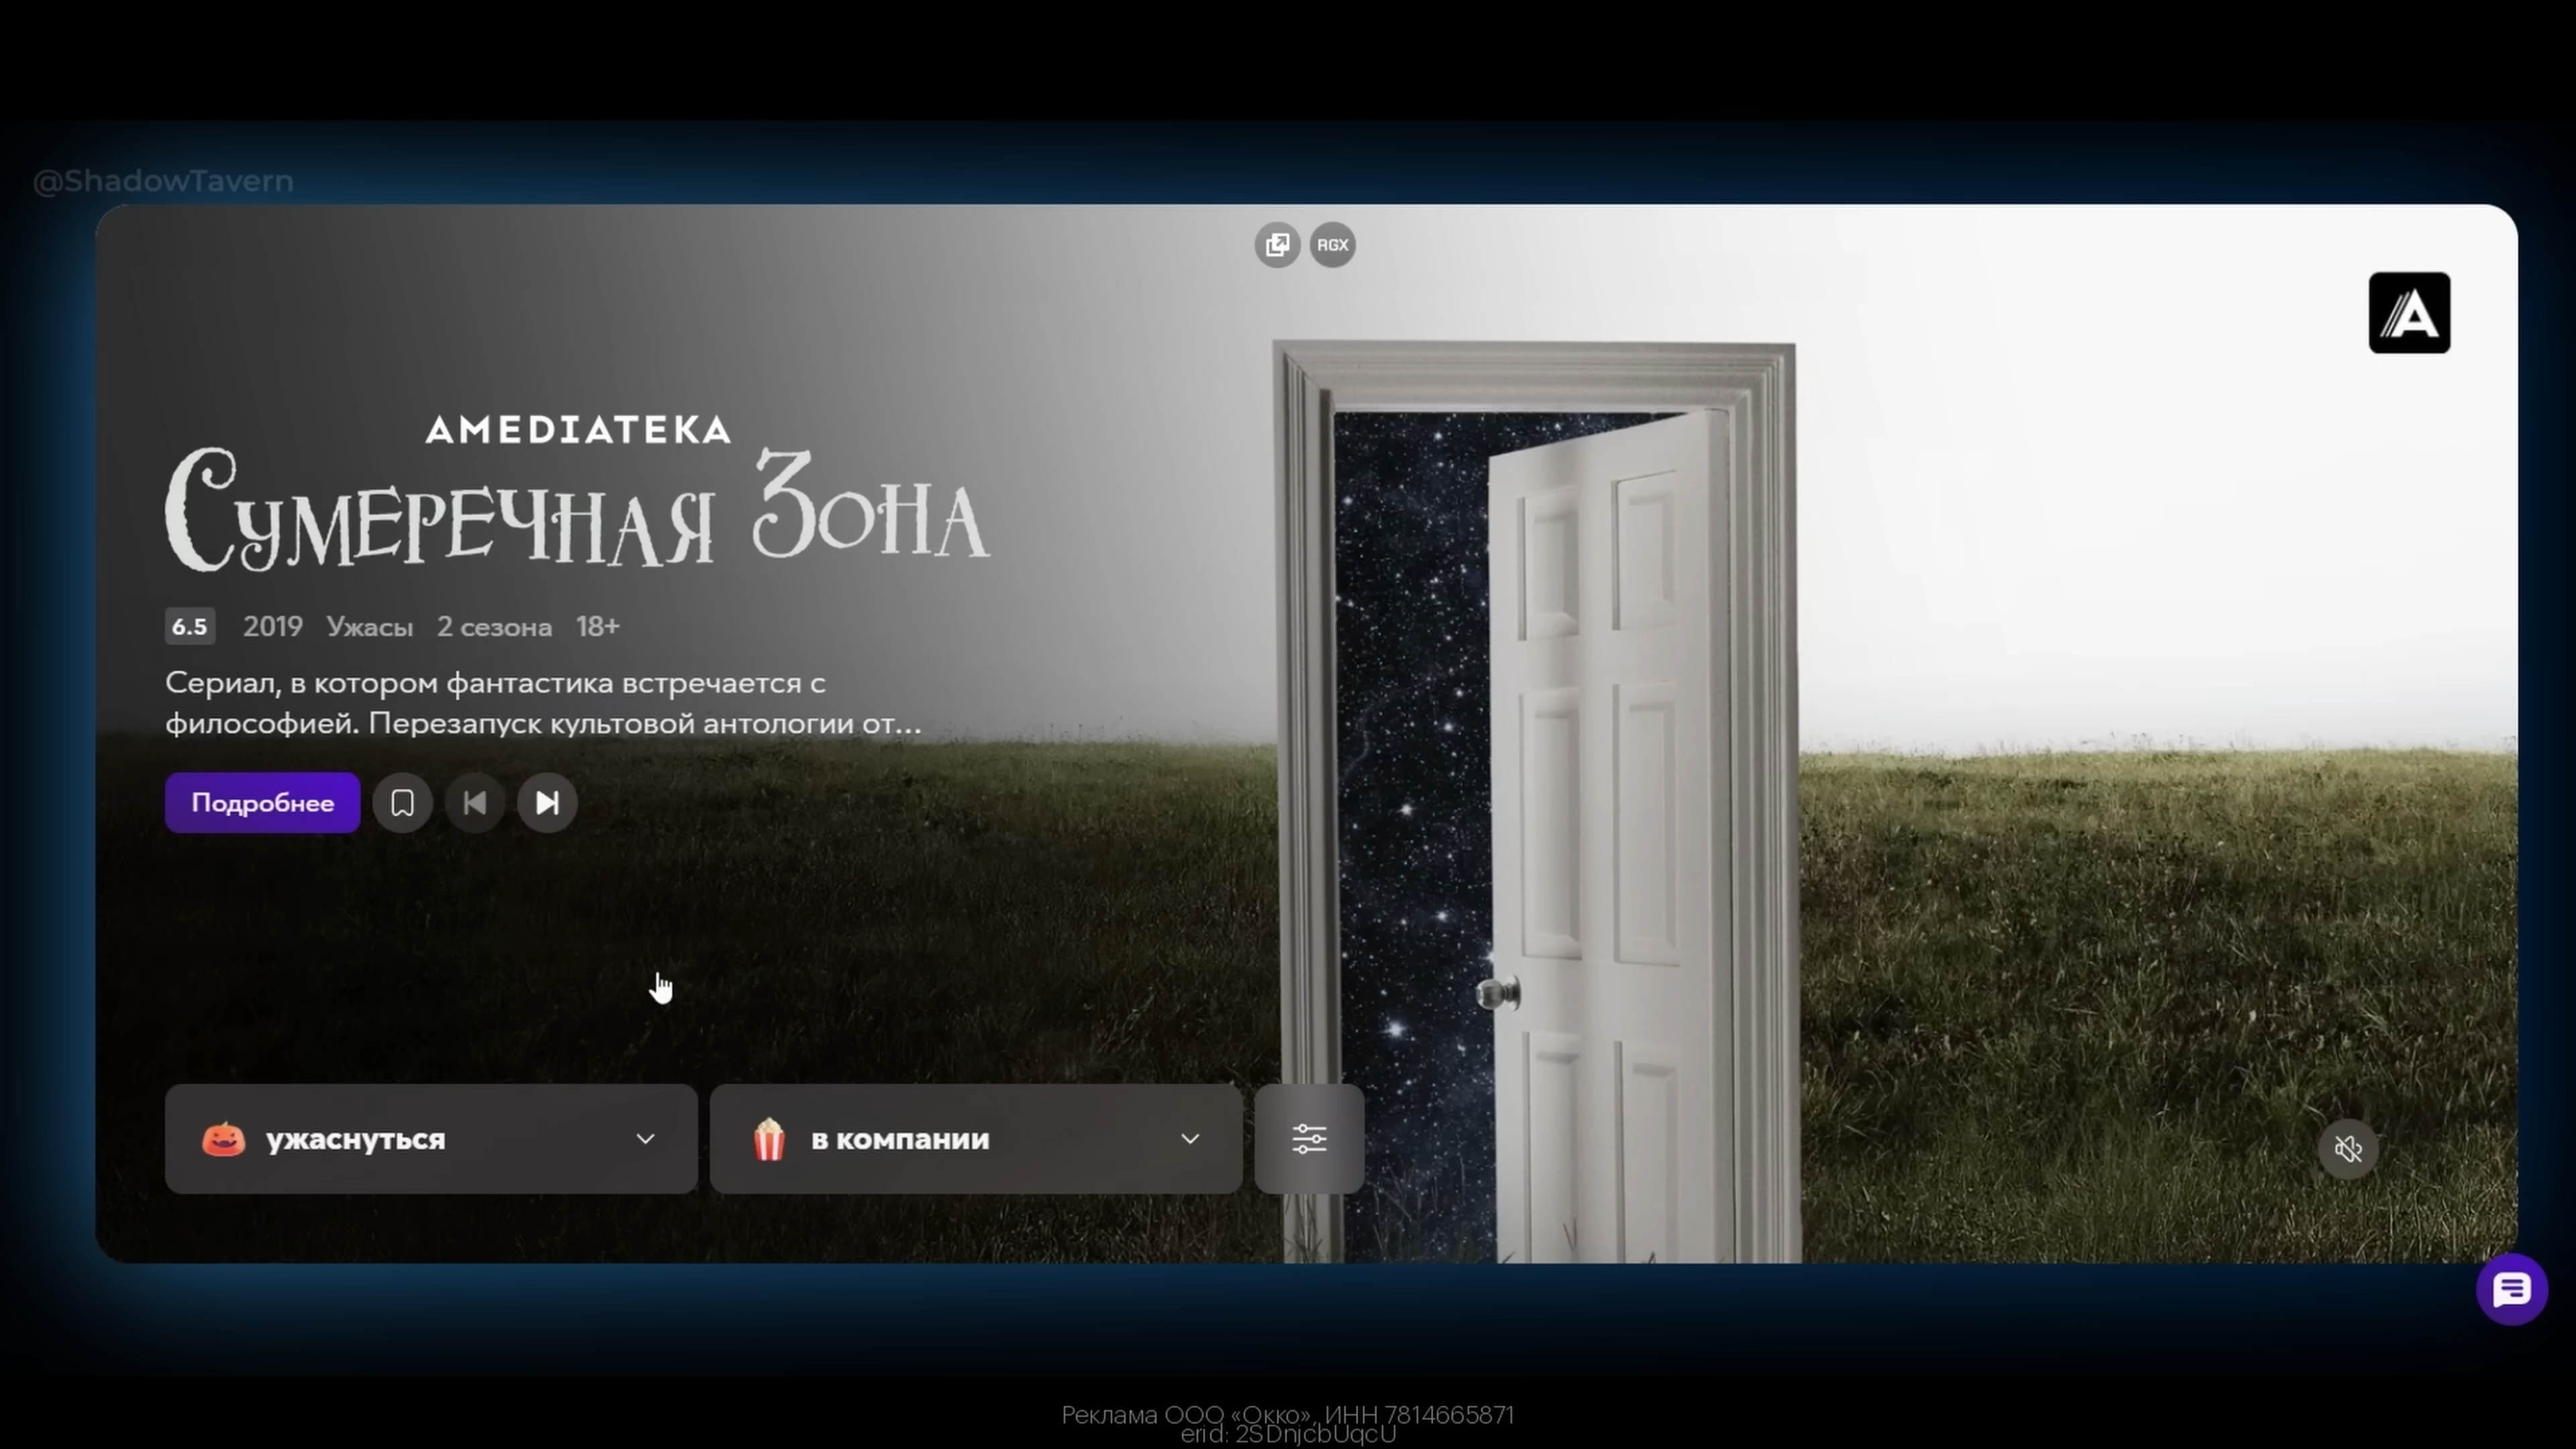 @ShadowTavern
RGX
AMEDIATEKA
Сумеречная Зона
6.5 2019 Ужасы 2 сезона 18+
Сериал, в котором фантастика встречается с
философией. Перезапуск культовой антологии от...
Подробнее
ужаснуться
в компании
Реклама ООО «Окко», ИНН 7814665871
erid: 2SDnjcbUqcU